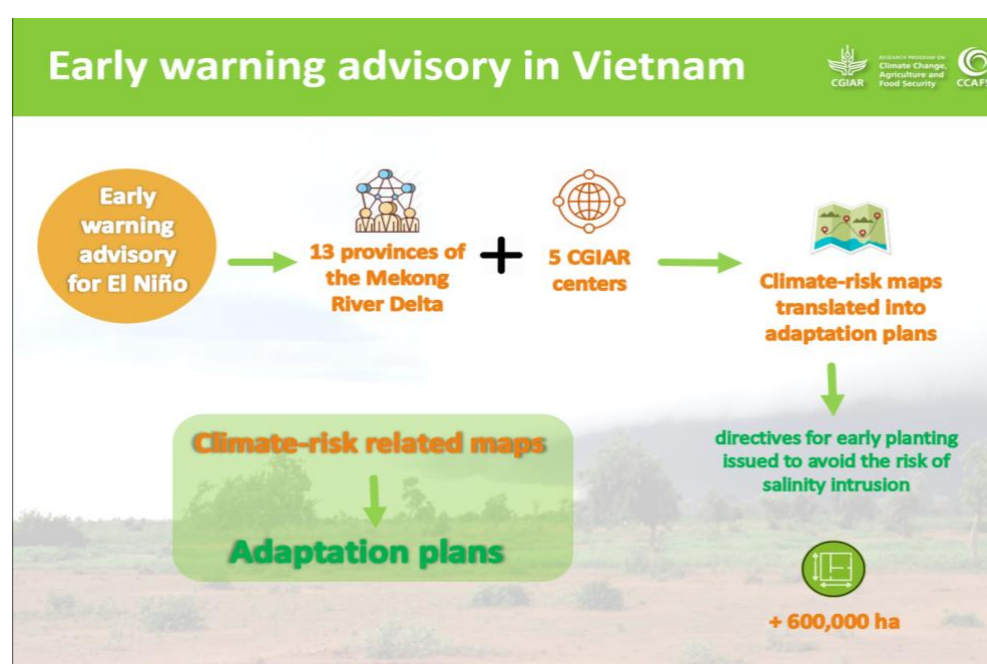 Early warning advisory in Vietnam
CGIAR
RESEARCH PROGRAM ON
Climate Change,
Agriculture and
Food Security
CCAFS
Early
warning
advisory
for El Niño
13 provinces of
the Mekong
River Delta
+
5 CGIAR
centers
Climate-risk maps
translated into
adaptation plans
directives for early planting
issued to avoid the risk of
salinity intrusion
Climate-risk related maps
Adaptation plans
+ 600,000 ha